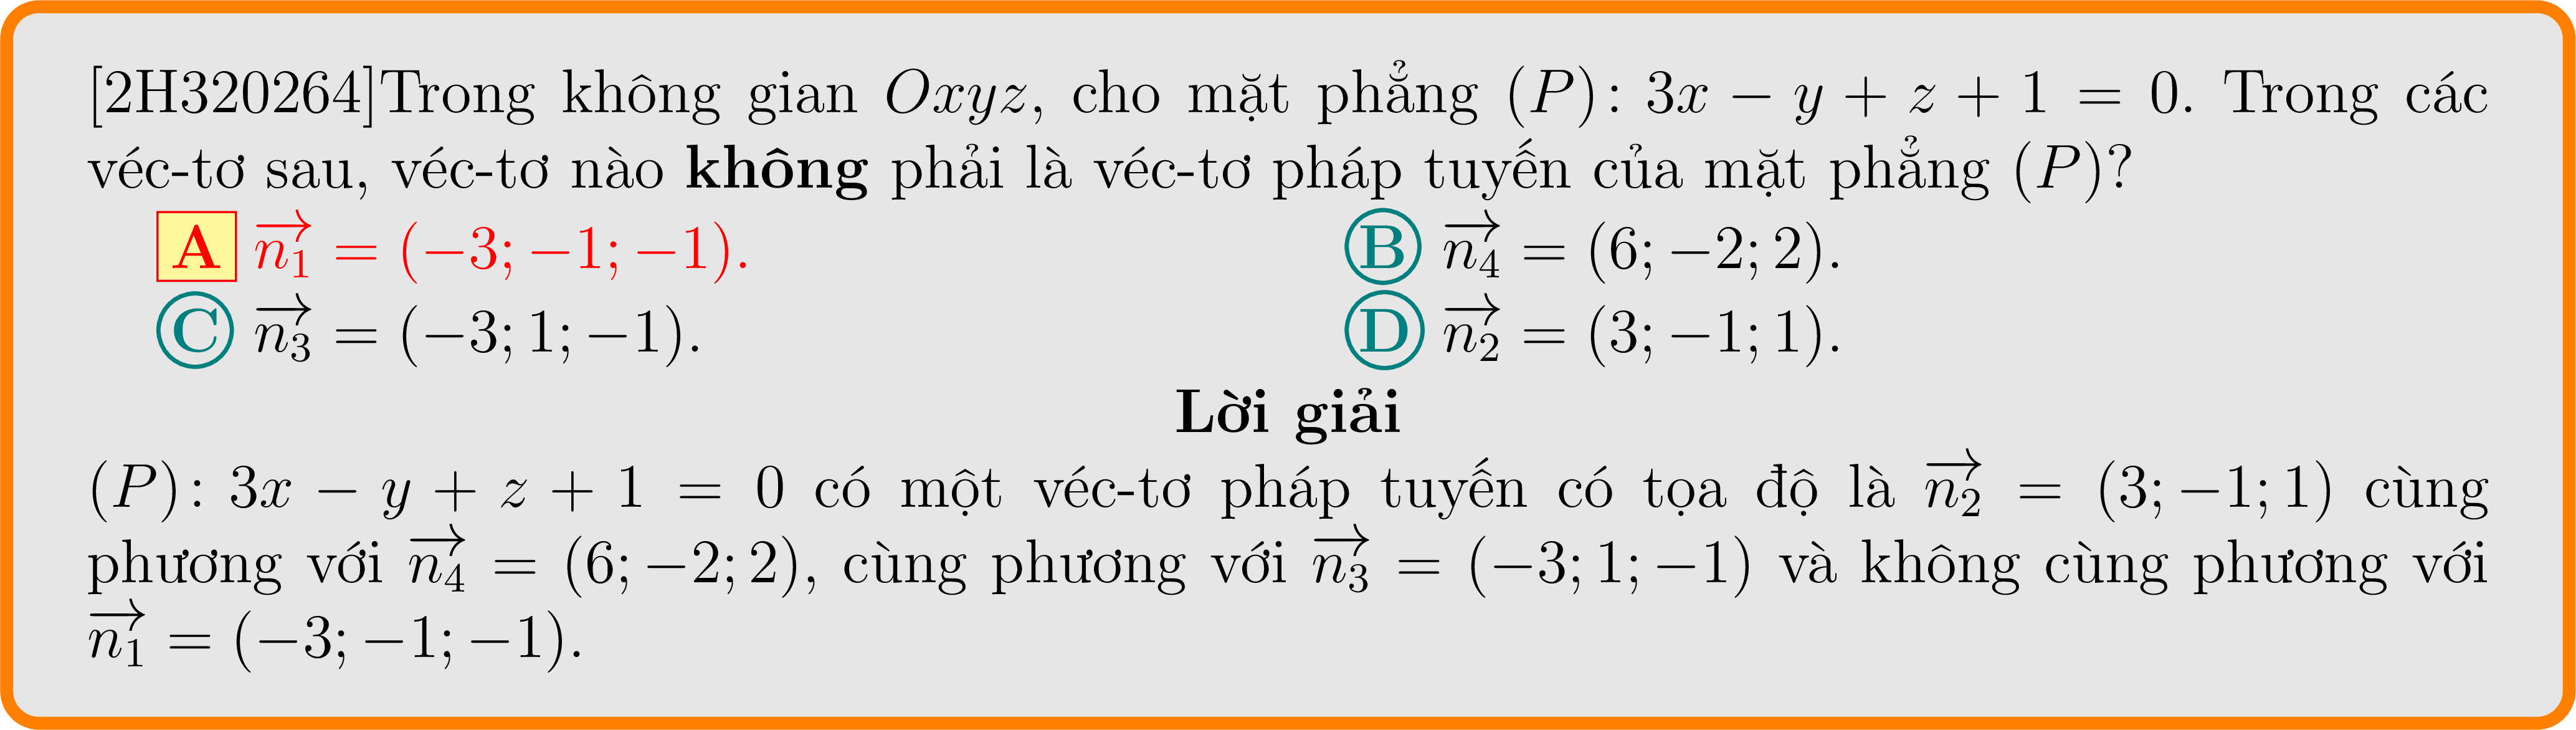 [2H320264]Trong không gian Oxyz, cho mặt phẳng (P): 3x − y + z + 1 = 0. Trong các
véc-tơ sau, véc-tơ nào không phải là véc-tơ pháp tuyến của mặt phẳng (P)?
A $\overrightarrow{n_1}$ = (−3; −1; −1). B $\overrightarrow{n_4}$ = (6; −2; 2).
C $\overrightarrow{n_3}$ = (−3; 1; −1). D $\overrightarrow{n_2}$ = (3; −1; 1).
Lời giải
(P): 3x − y + z + 1 = 0 có một véc-tơ pháp tuyến có tọa độ là $\overrightarrow{n_2}$ = (3; −1; 1) cùng
phương với $\overrightarrow{n_4}$ = (6; −2; 2), cùng phương với $\overrightarrow{n_3}$ = (−3; 1; −1) và không cùng phương với
$\overrightarrow{n_1}$ = (−3; −1; −1).